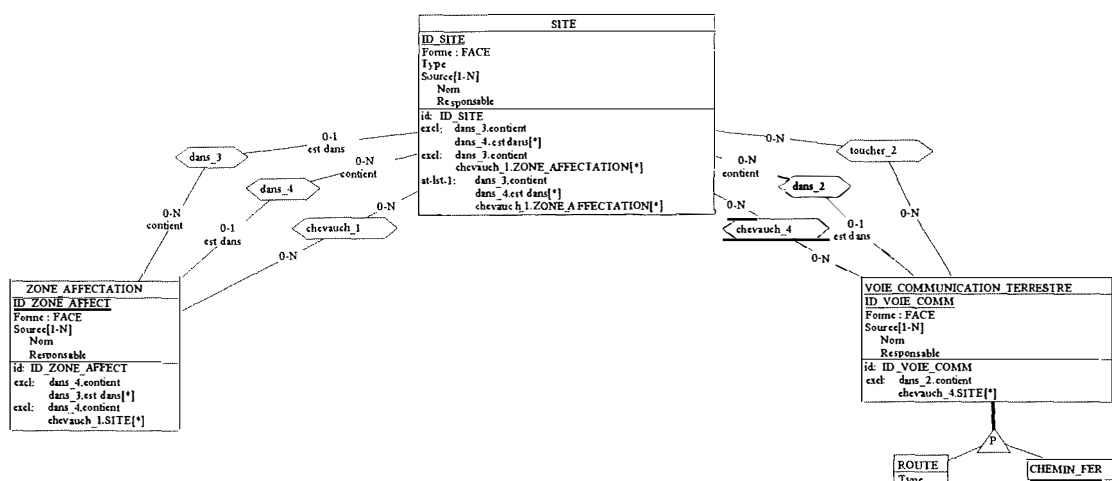 SITE
ID_SITE
Forme : FACE
Type
Source[1-N]
Nom
Responsable
id: ID_SITE
excl: dans_3.contient
dans_4.est dans[*]
excl: dans_3.contient
chevauch_1.ZONE_AFFECTATION[*]
at-lst-1: dans_3.contient
dans_4.est dans[*]
chevauch_1.ZONE_AFFECTATION[*]
0-1
est dans
dans_3
0-N
contient
0-N
contient
dans_4
0-1
est dans
0-N
chevauch_1
0-N
0-N
toucher_2
0-N
0-N
contient
dans_2
0-1
est dans
0-N
chevauch_4
0-N
ZONE AFFECTATION
ID_ZONE_AFFECT
Forme : FACE
Source[1-N]
Nom
Responsable
id: ID_ZONE_AFFECT
excl: dans_4.contient
dans_3.est dans[*]
excl: dans_4.contient
chevauch_1.SITE[*]
VOIE_COMMUNICATION_TERRESTRE
ID_VOIE_COMM
Forme : FACE
Source[1-N]
Nom
Responsable
id: ID_VOIE_COMM
excl: dans_2.contient
chevauch_4.SITE[*]
P
ROUTE
Type
CHEMIN_FER